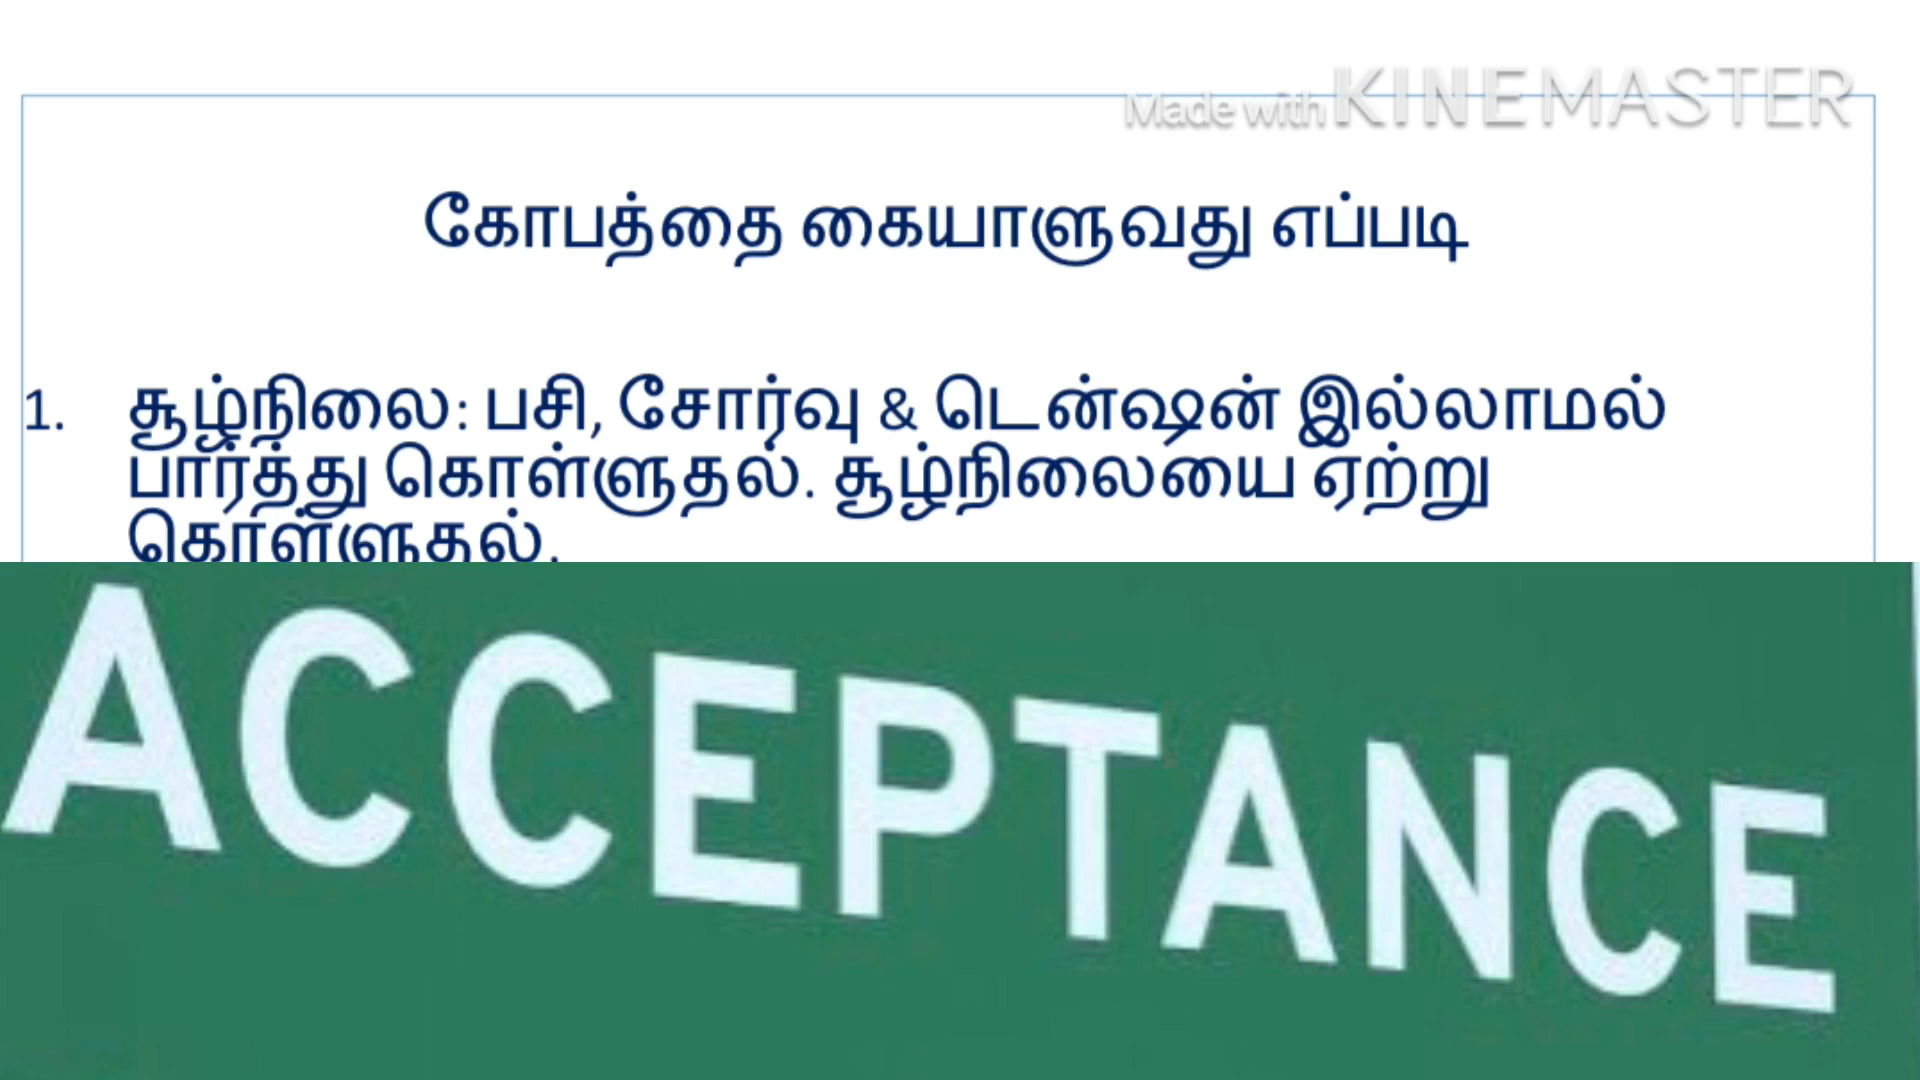 Made with KINEMASTER
கோபத்தை கையாளுவது எப்படி
1. சூழ்நிலை: பசி, சோர்வு & டென்ஷன் இல்லாமல்
பார்த்து கொள்ளுதல். சூழ்நிலையை ஏற்று
கொள்ளுதல்.
ACCEPTANCE